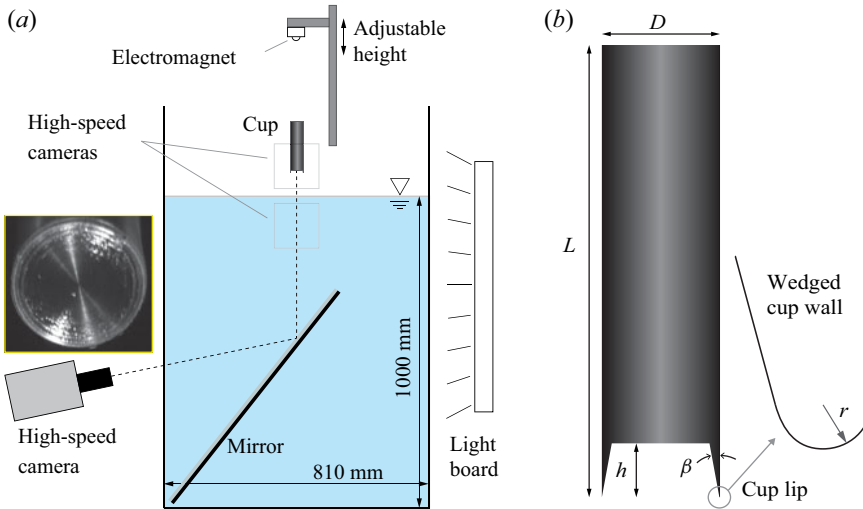 (a)
Electromagnet
Adjustable
height
High-speed
cameras
Cup
1000 mm
High-speed
camera
Mirror
810 mm
Light
board
(b)
D
L
Wedged
cup wall
r
h
β
Cup lip